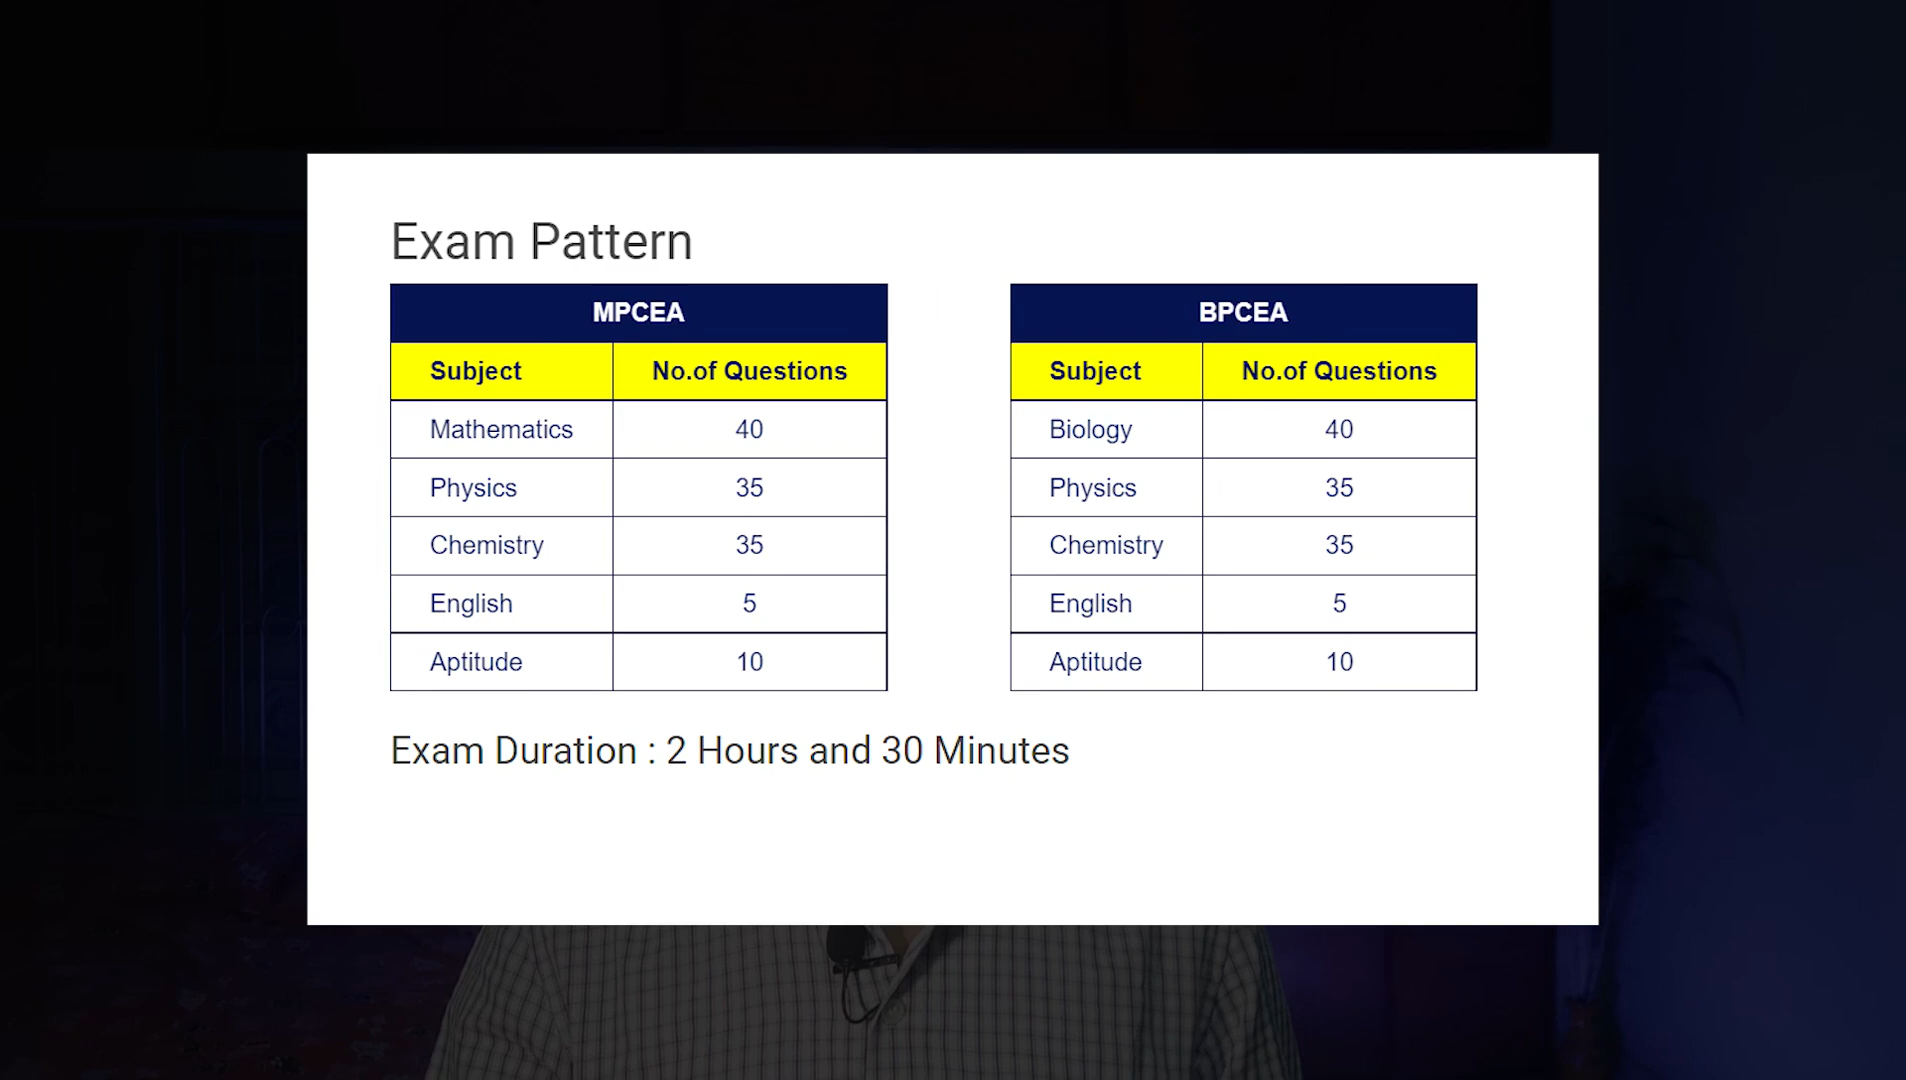 Exam Pattern
MPCEA
Subject No.of Questions
Mathematics 40
Physics 35
Chemistry 35
English 5
Aptitude 10
BPCEA
Subject No.of Questions
Biology 40
Physics 35
Chemistry 35
English 5
Aptitude 10
Exam Duration : 2 Hours and 30 Minutes